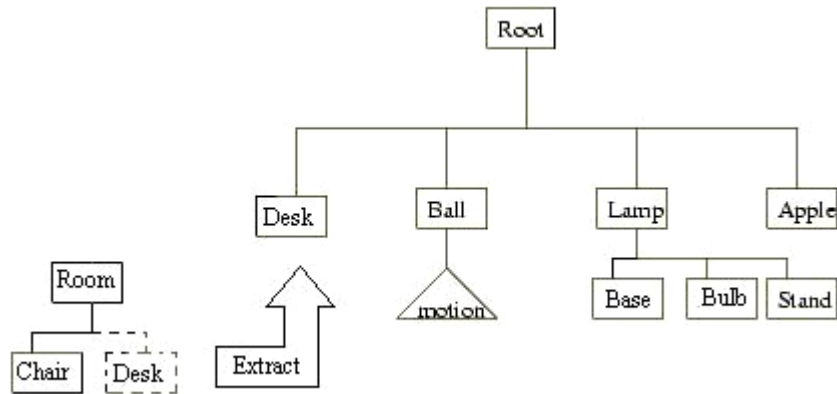 Root
Desk
Ball
Lamp
Apple
motion
Base
Bulb
Stand
Room
Chair
Desk
Extract